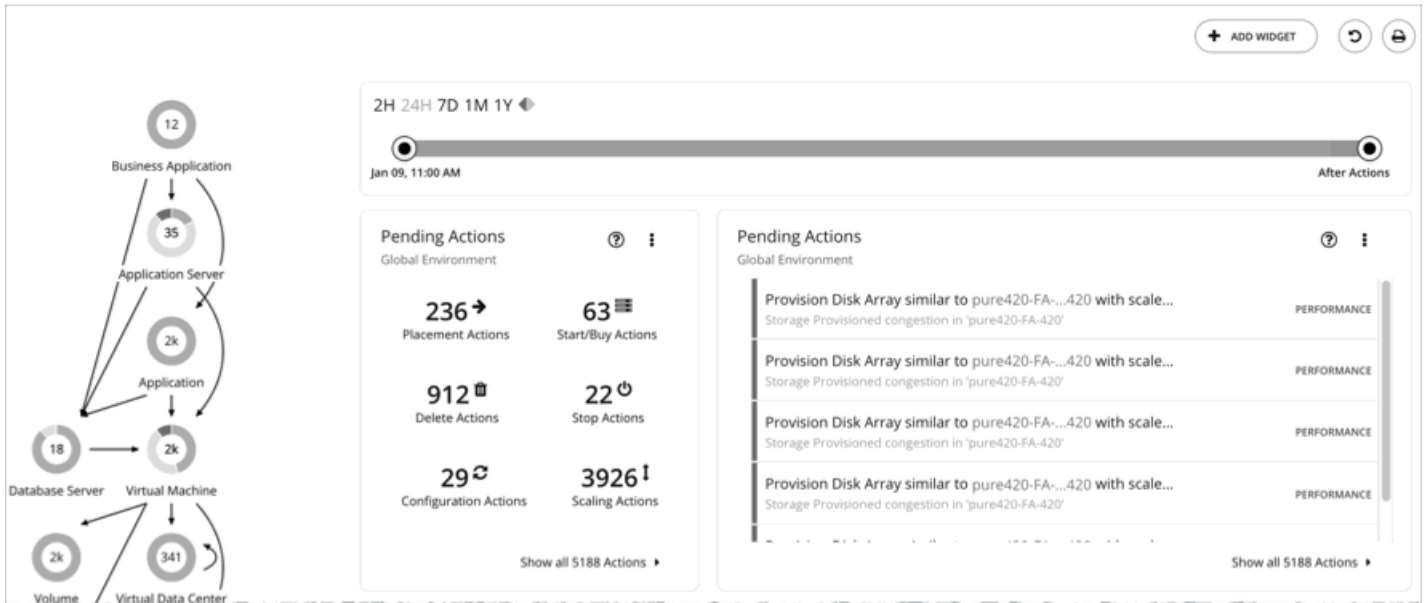 ADD WIDGET
2H 24H 7D 1M 1Y
Jan 09, 11:00 AM
After Actions
12
Business Application
35
Application Server
2k
Application
18
Database Server
2k
Virtual Machine
2k
Volume
341
Virtual Data Center
Pending Actions
Global Environment
236
Placement Actions
63
Start/Buy Actions
912
Delete Actions
22
Stop Actions
29
Configuration Actions
3926
Scaling Actions
Show all 5188 Actions
Pending Actions
Global Environment
Provision Disk Array similar to pure420-FA-...420 with scale...
Storage Provisioned congestion in 'pure420-FA-420'
PERFORMANCE
Provision Disk Array similar to pure420-FA-...420 with scale...
Storage Provisioned congestion in 'pure420-FA-420'
PERFORMANCE
Provision Disk Array similar to pure420-FA-...420 with scale...
Storage Provisioned congestion in 'pure420-FA-420'
PERFORMANCE
Provision Disk Array similar to pure420-FA-...420 with scale...
Storage Provisioned congestion in 'pure420-FA-420'
PERFORMANCE
Show all 5188 Actions